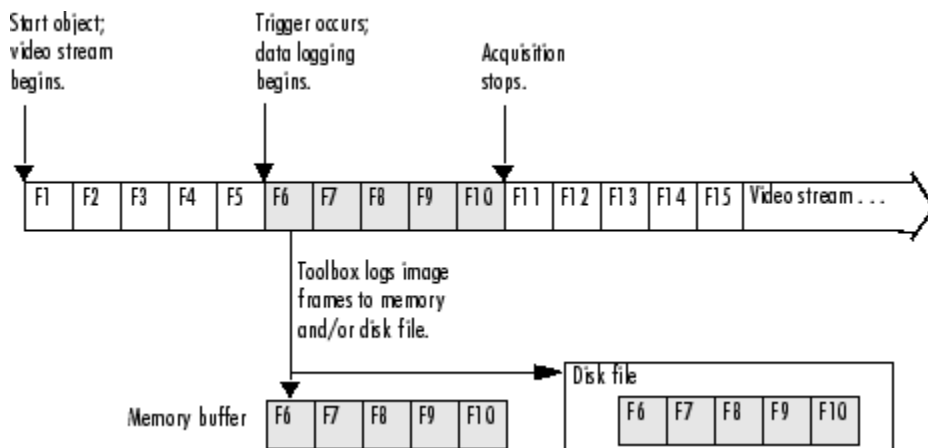 Start object;
video stream
begins.
Trigger occurs;
data logging
begins.
Acquisition
stops.
F1 F2 F3 F4 F5 F6 F7 F8 F9 F10 F11 F12 F13 F14 F15 Video stream . . .
Toolbox logs image
frames to memory
and/or disk file.
Disk file
Memory buffer F6 F7 F8 F9 F10
F6 F7 F8 F9 F10